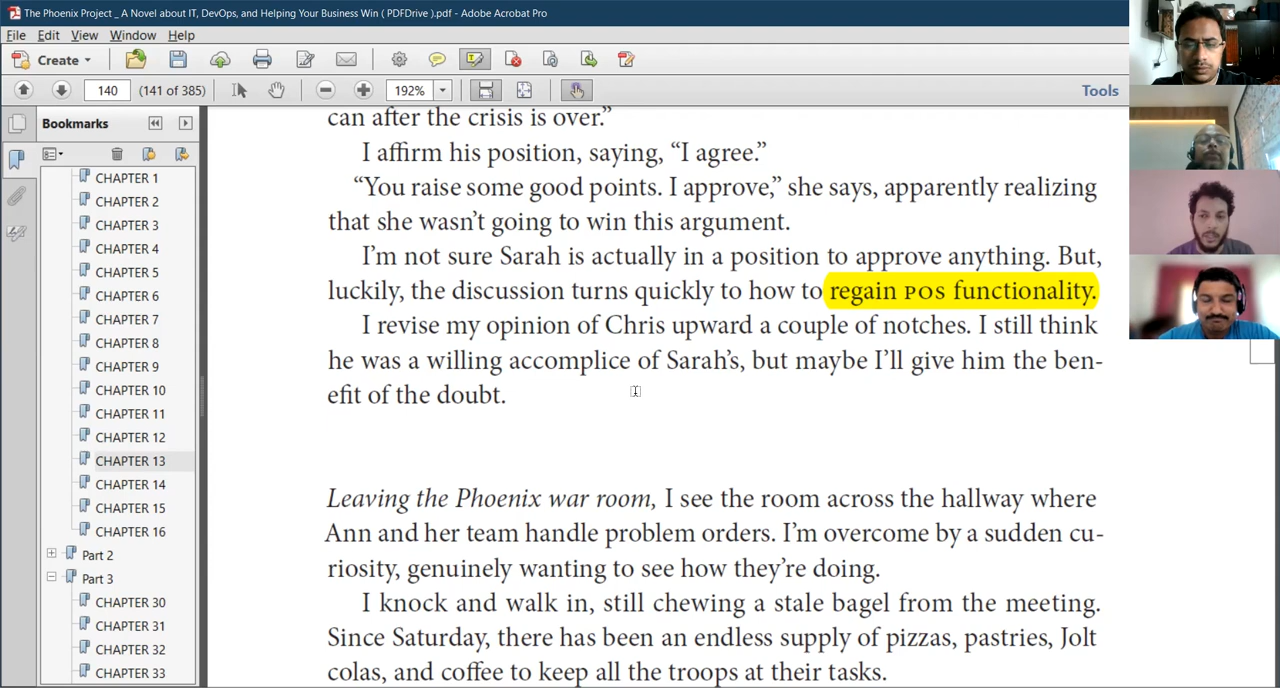 The Phoenix Project _ A Novel about IT, DevOps, and Helping Your Business Win ( PDFDrive ).pdf - Adobe Acrobat Pro
File Edit View Window Help
Create
140 (141 of 385) 192% Tools
Bookmarks
CHAPTER 1
CHAPTER 2
CHAPTER 3
CHAPTER 4
CHAPTER 5
CHAPTER 6
CHAPTER 7
CHAPTER 8
CHAPTER 9
CHAPTER 10
CHAPTER 11
CHAPTER 12
CHAPTER 13
CHAPTER 14
CHAPTER 15
CHAPTER 16
Part 2
Part 3
CHAPTER 30
CHAPTER 31
CHAPTER 32
CHAPTER 33
can after the crisis is over.”
I affirm his position, saying, “I agree.”
“You raise some good points. I approve,” she says, apparently realizing
that she wasn’t going to win this argument.
I’m not sure Sarah is actually in a position to approve anything. But,
luckily, the discussion turns quickly to how to regain POS functionality.
I revise my opinion of Chris upward a couple of notches. I still think
he was a willing accomplice of Sarah’s, but maybe I’ll give him the ben-
efit of the doubt.
Leaving the Phoenix war room, I see the room across the hallway where
Ann and her team handle problem orders. I’m overcome by a sudden cu-
riosity, genuinely wanting to see how they’re doing.
I knock and walk in, still chewing a stale bagel from the meeting.
Since Saturday, there has been an endless supply of pizzas, pastries, Jolt
colas, and coffee to keep all the troops at their tasks.